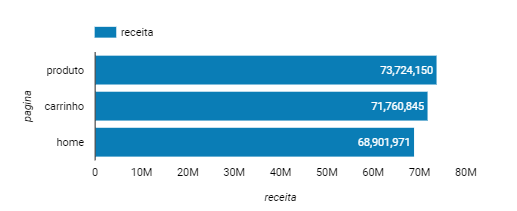 receita
produto
73,724,150
carrinho
71,760,845
home
68,901,971
pagina
0 10M 20M 30M 40M 50M 60M 70M 80M
receita